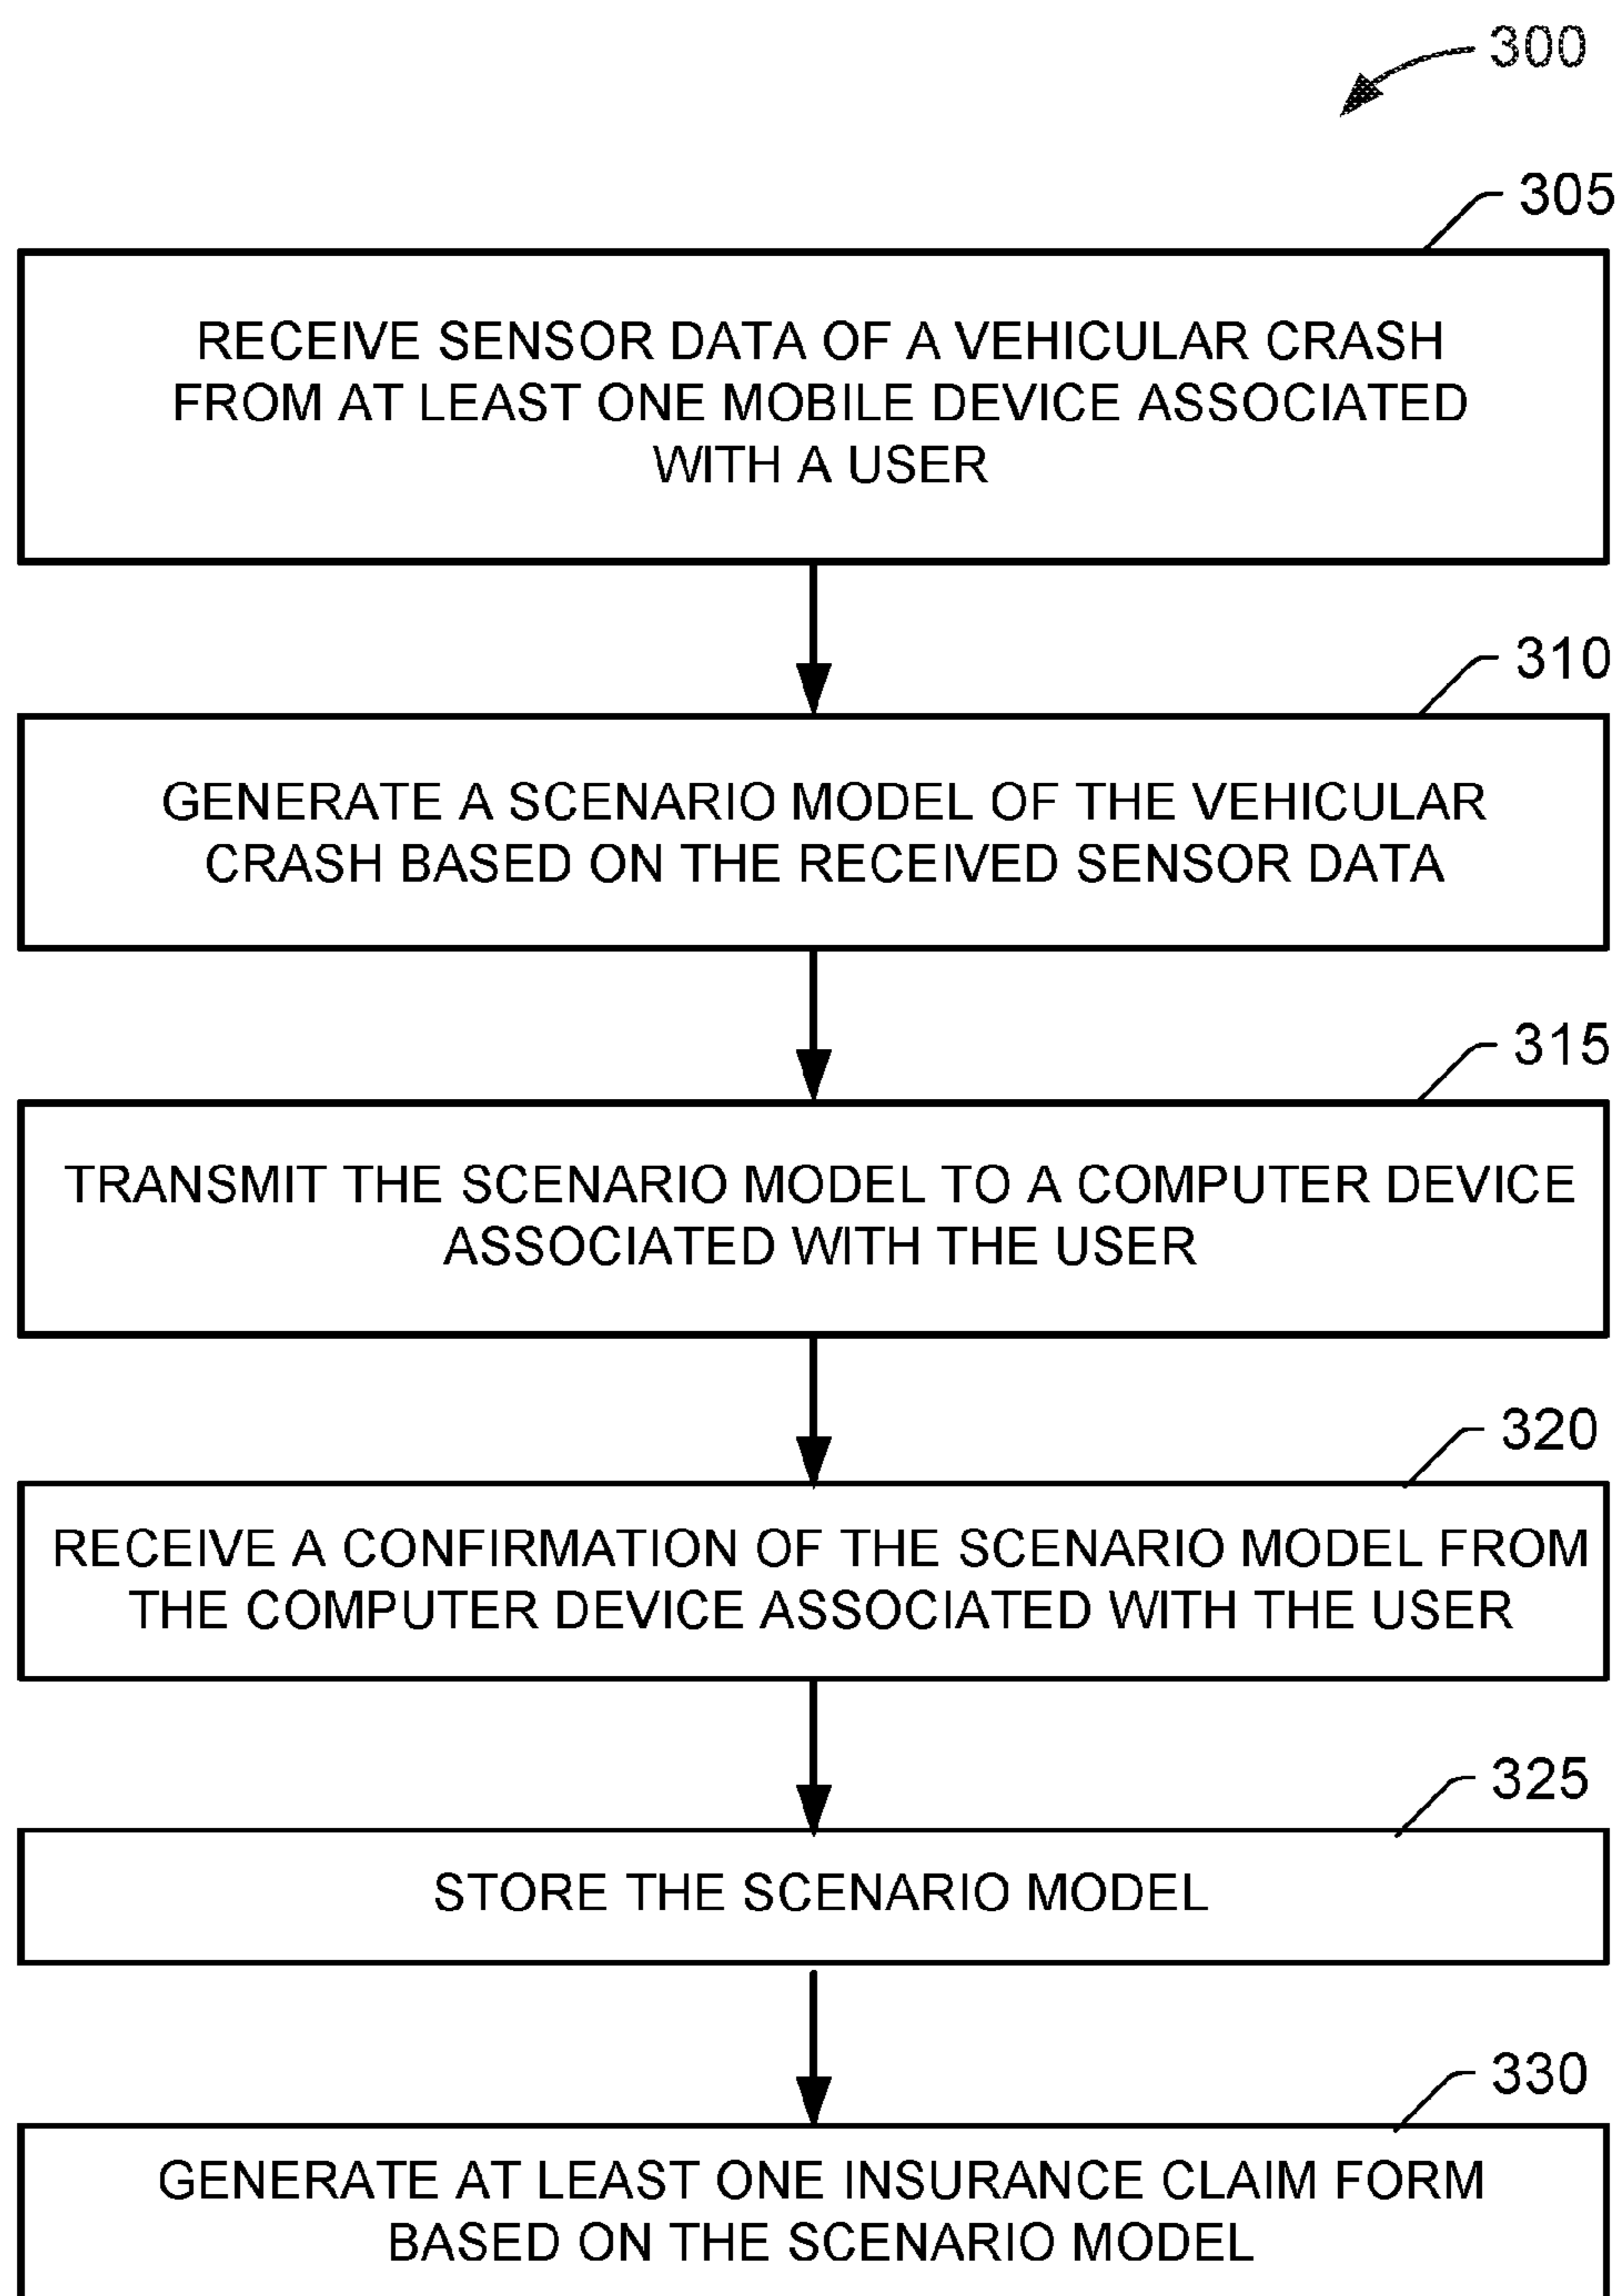 300
305
RECEIVE SENSOR DATA OF A VEHICULAR CRASH
FROM AT LEAST ONE MOBILE DEVICE ASSOCIATED
WITH A USER
310
GENERATE A SCENARIO MODEL OF THE VEHICULAR
CRASH BASED ON THE RECEIVED SENSOR DATA
315
TRANSMIT THE SCENARIO MODEL TO A COMPUTER DEVICE
ASSOCIATED WITH THE USER
320
RECEIVE A CONFIRMATION OF THE SCENARIO MODEL FROM
THE COMPUTER DEVICE ASSOCIATED WITH THE USER
325
STORE THE SCENARIO MODEL
330
GENERATE AT LEAST ONE INSURANCE CLAIM FORM
BASED ON THE SCENARIO MODEL